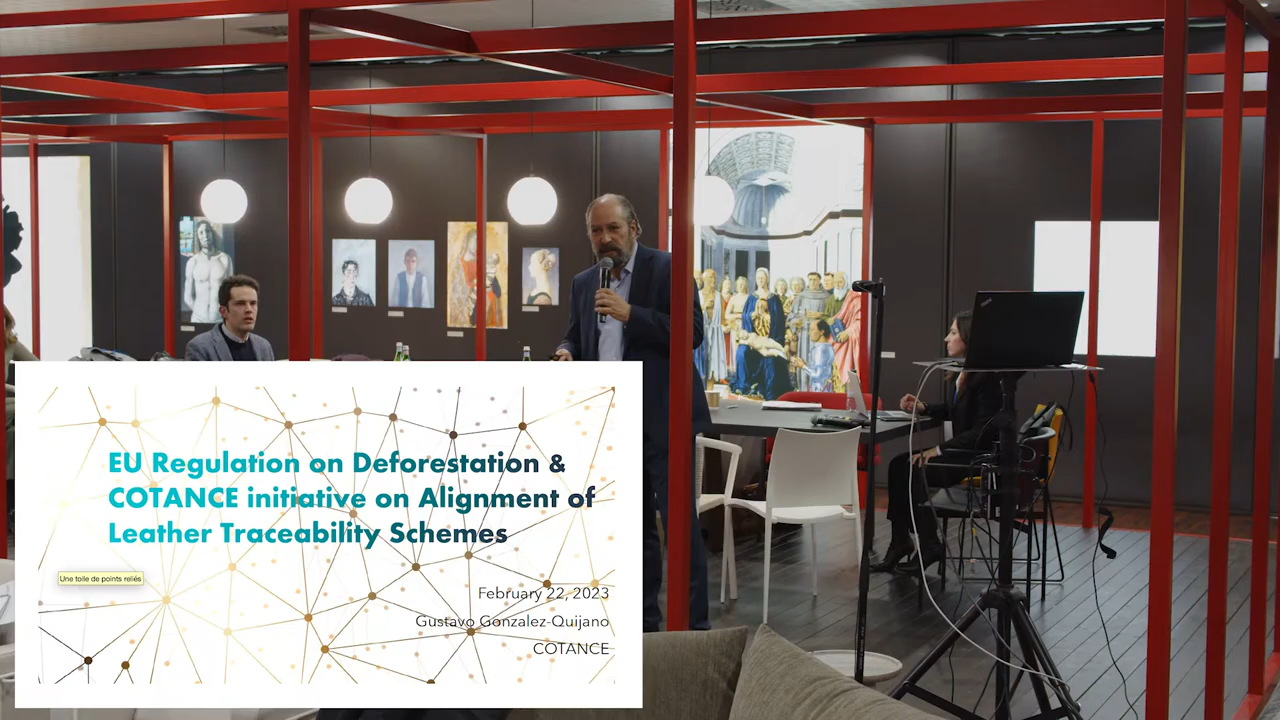 EU Regulation on Deforestation &
COTANCE initiative on Alignment of
Leather Traceability Schemes
Une toile de points reliés
February 22, 2023
Gustavo Gonzalez-Quijano
COTANCE